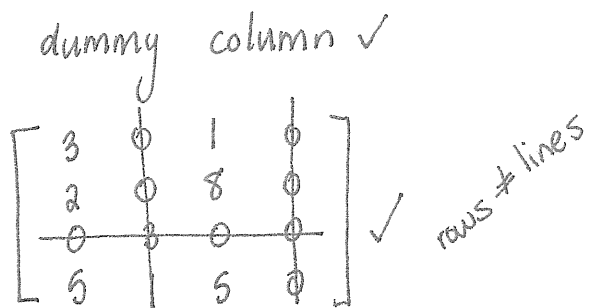 dummy column ✓
3 0 1 0
2 0 8 0
0 3 0 0 ✓
5 1 5 0
rows ≠ lines